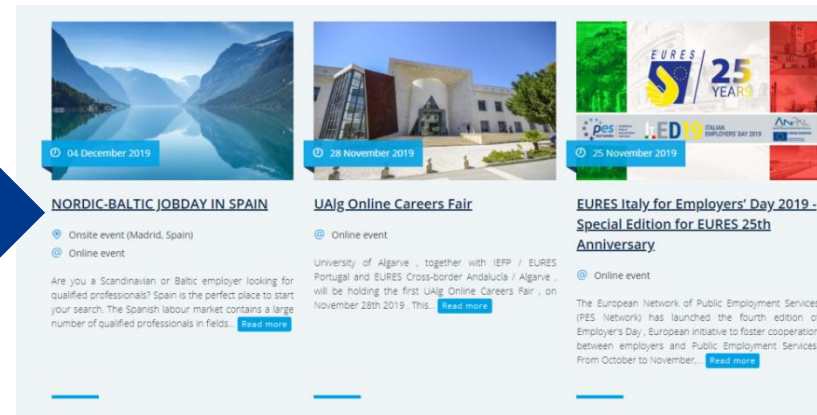 04 December 2019
NORDIC-BALTIC JOBDAY IN SPAIN
Onsite event (Madrid, Spain)
@ Online event
Are you a Scandinavian or Baltic employer looking for
qualified professionals? Spain is the perfect place to start
your search. The Spanish labour market contains a large
number of qualified professionals in fields... Read more
28 November 2019
UAlg Online Careers Fair
@ Online event
University of Algarve , together with IEFP / EURES
Portugal and EURES Cross-border Andalucía / Algarve ,
will be holding the first UAlg Online Careers Fair , on
November 28th 2019 . This... Read more
EURES
25
YEARS
pes
ED19 ITALIAN
EMPLOYERS' DAY 2019
ANPAL
25 November 2019
EURES Italy for Employers' Day 2019 -
Special Edition for EURES 25th
Anniversary
@ Online event
The European Network of Public Employment Services
(PES Network) has launched the fourth edition of
Employer's Day , European initiative to foster cooperation
between employers and Public Employment Services.
From October to November,... Read more